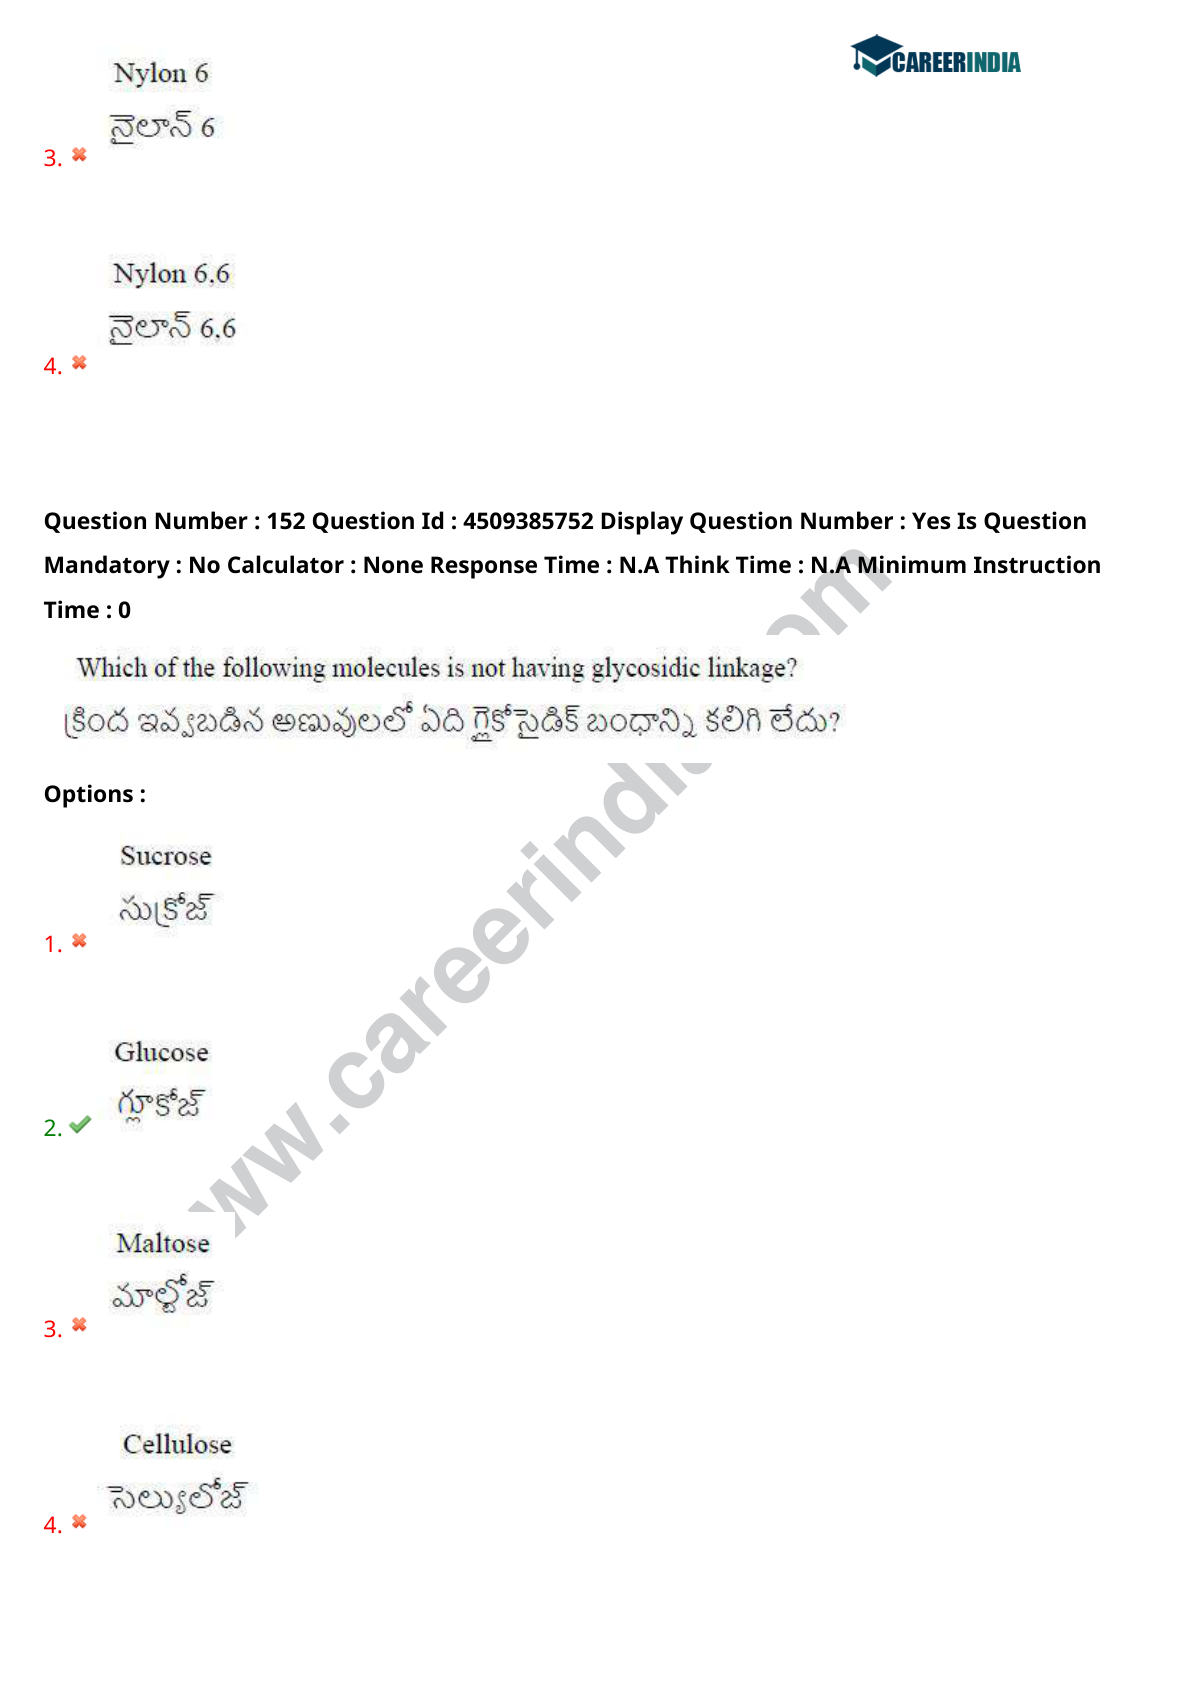 CAREERINDIA
Nylon 6
నైలాన్ 6
3.
Nylon 6,6
నైలాన్ 6,6
4.
Question Number : 152 Question Id : 4509385752 Display Question Number : Yes Is Question
Mandatory : No Calculator : None Response Time : N.A Think Time : N.A Minimum Instruction
Time : 0
Which of the following molecules is not having glycosidic linkage?
క్రింద ఇవ్వబడిన అణువులలో ఏది గ్లైకోసైడిక్ బంధాన్ని కలిగి లేదు?
Options :
Sucrose
సుక్రోజ్
1.
Glucose
గ్లూకోజ్
2.
Maltose
మాల్టోజ్
3.
Cellulose
సెల్యులోజ్
4.